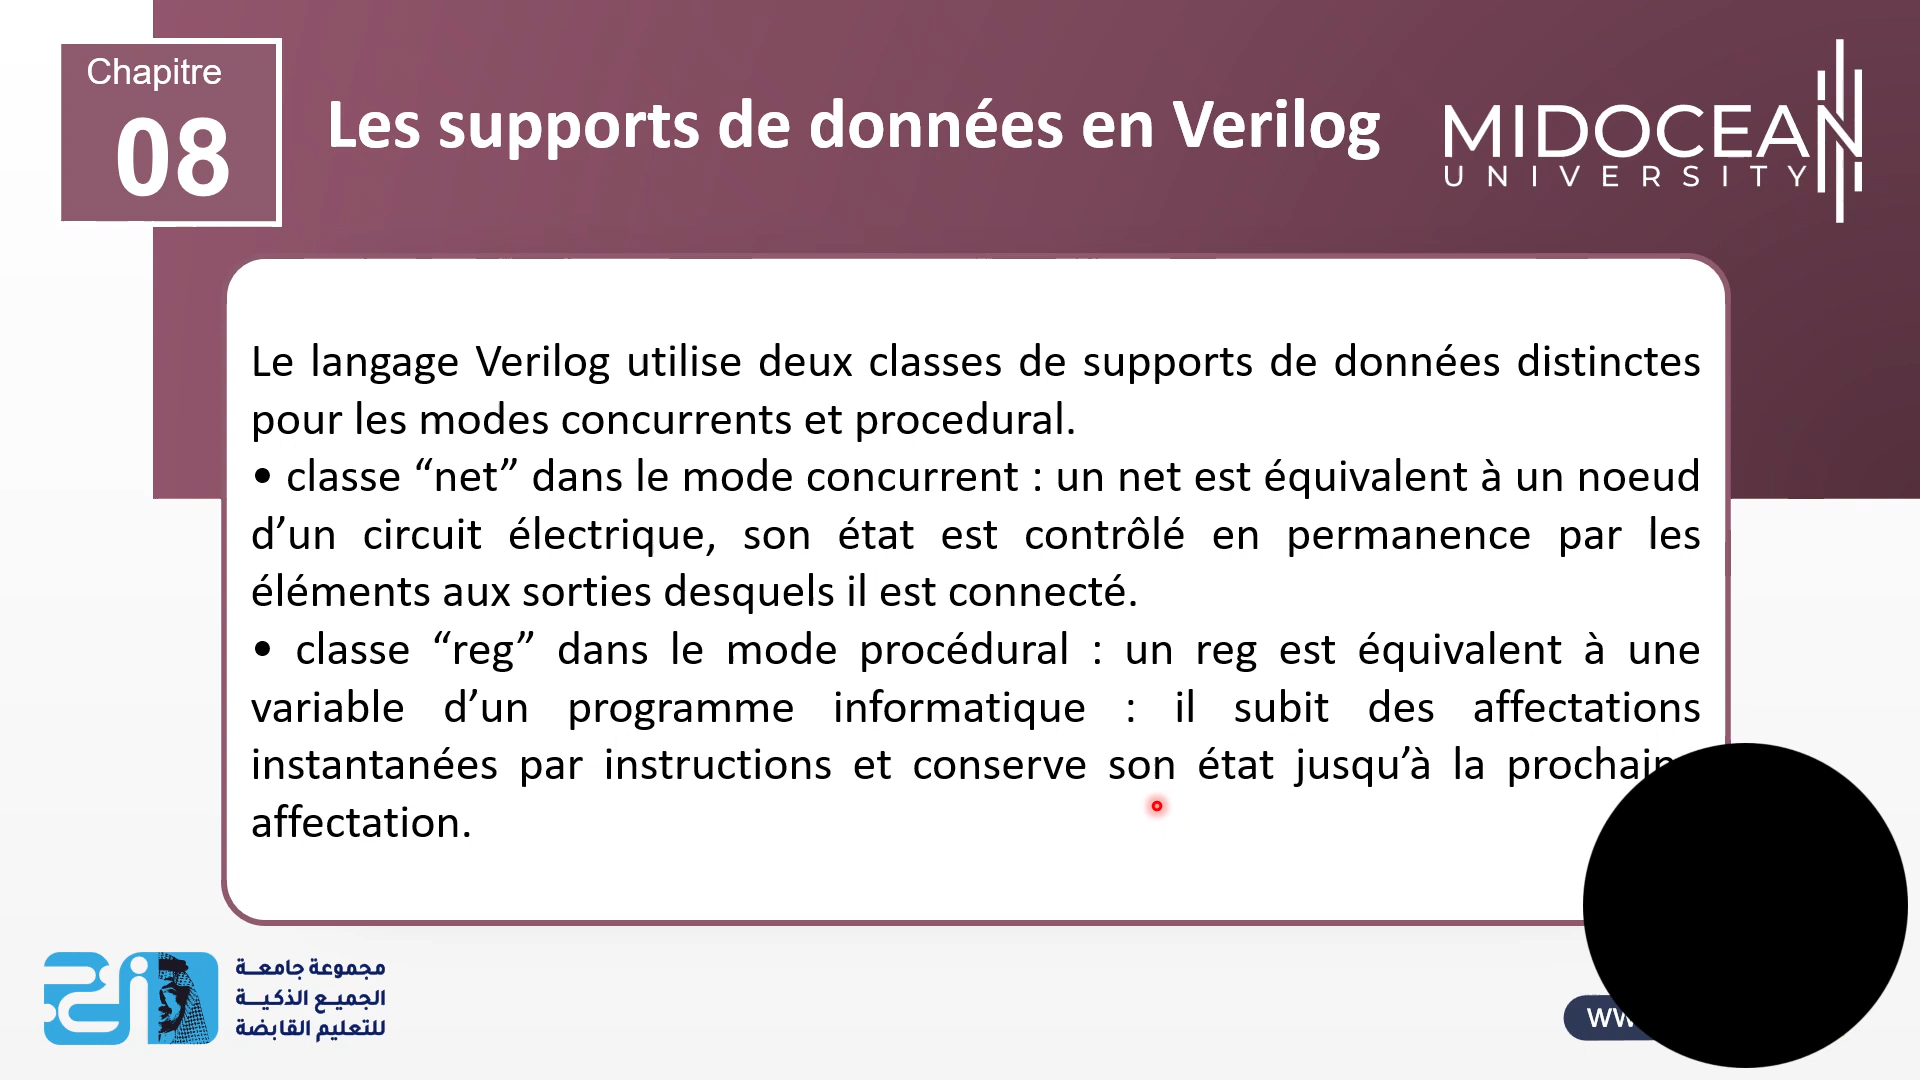 Chapitre
08
Les supports de données en Verilog
MIDOCEAN
UNIVERSITY
Le langage Verilog utilise deux classes de supports de données distinctes
pour les modes concurrents et procedural.
• classe “net” dans le mode concurrent : un net est équivalent à un noeud
d’un circuit électrique, son état est contrôlé en permanence par les
éléments aux sorties desquels il est connecté.
• classe “reg” dans le mode procédural : un reg est équivalent à une
variable d’un programme informatique : il subit des affectations
instantanées par instructions et conserve son état jusqu’à la
affectation.
مجموعة جامعة
الجميع الذكية
للتعليم القابضة